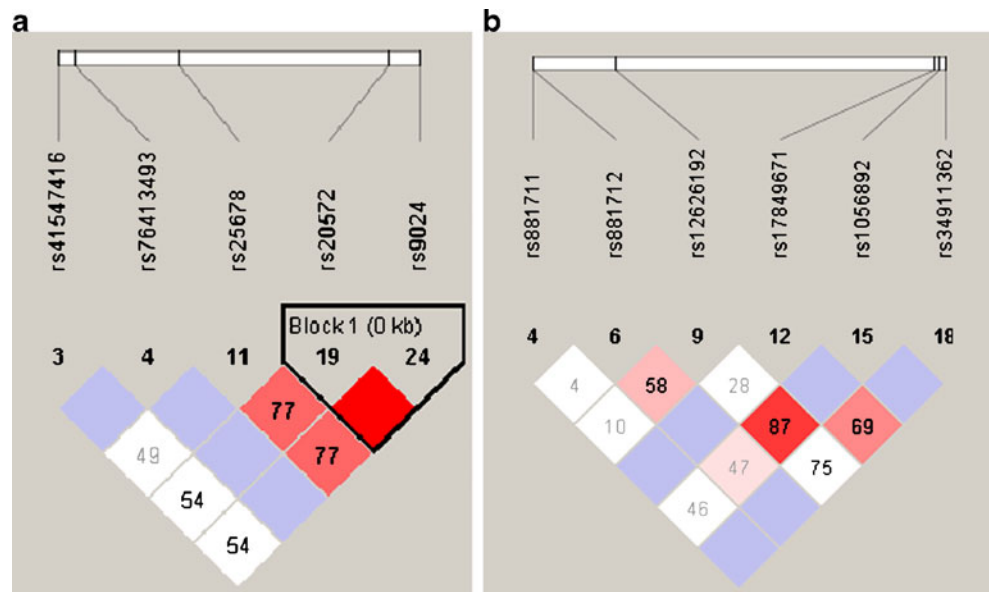 a
rs41547416
rs76413493
rs25678
rs20572
rs9024
Block 1 (0 kb)
3 4 11 19 24
77
49 77
54
54
b
rs881711
rs881712
rs12626192
rs17849671
rs1056892
rs34911362
4 6 9 12 15 18
4 58 28
10 87 69
47 75
46